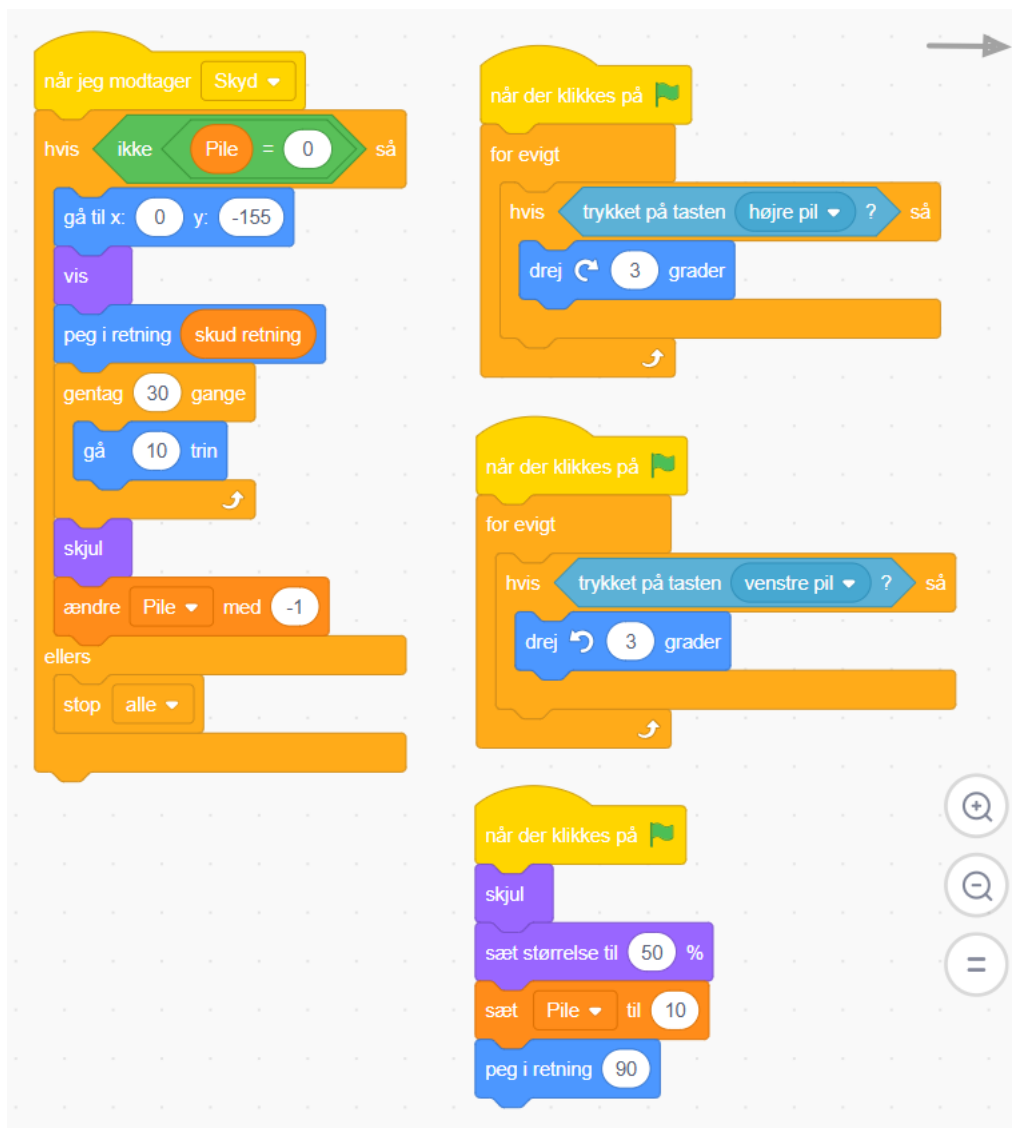 når jeg modtager Skyd
hvis ikke Pile = 0 så
gå til x: 0 y: -155
vis
peg i retning skud retning
gentag 30 gange
gå 10 trin
skjul
ændre Pile med -1
ellers
stop alle
når der klikkes på
for evigt
hvis trykket på tasten højre pil ? så
drej 3 grader
når der klikkes på
for evigt
hvis trykket på tasten venstre pil ? så
drej 3 grader
når der klikkes på
skjul
sæt størrelse til 50 %
sæt Pile til 10
peg i retning 90